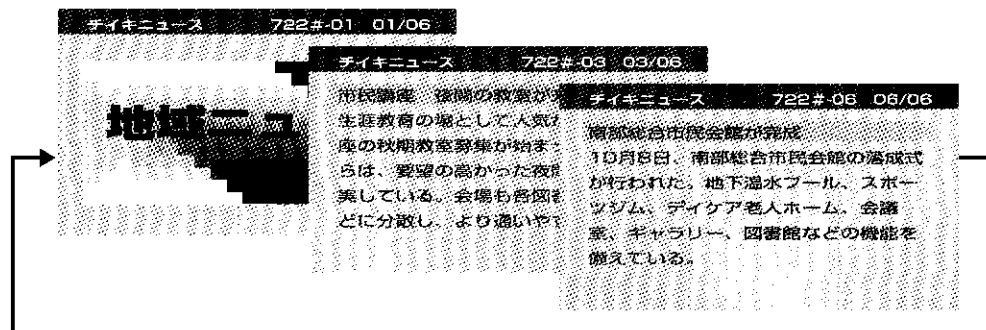 チイキニュース 722#-01 01/06
地域ニュ
チイキニュース 722#-03 03/06
市民講座 夜間の教室が
生涯教育の場として人気
座の秋期教室募集が始ま
らは、要望の高かった夜間
実している。会場も各図
どに分散し、より通いや
チイキニュース 722#-06 06/06
南部総合市民会館が完成
10月8日、南部総合市民会館の落成式
が行われた。地下温水プール、スポー
ツジム、デイケア老人ホーム、会議
室、ギャラリー、図書館などの機能を
備えている。